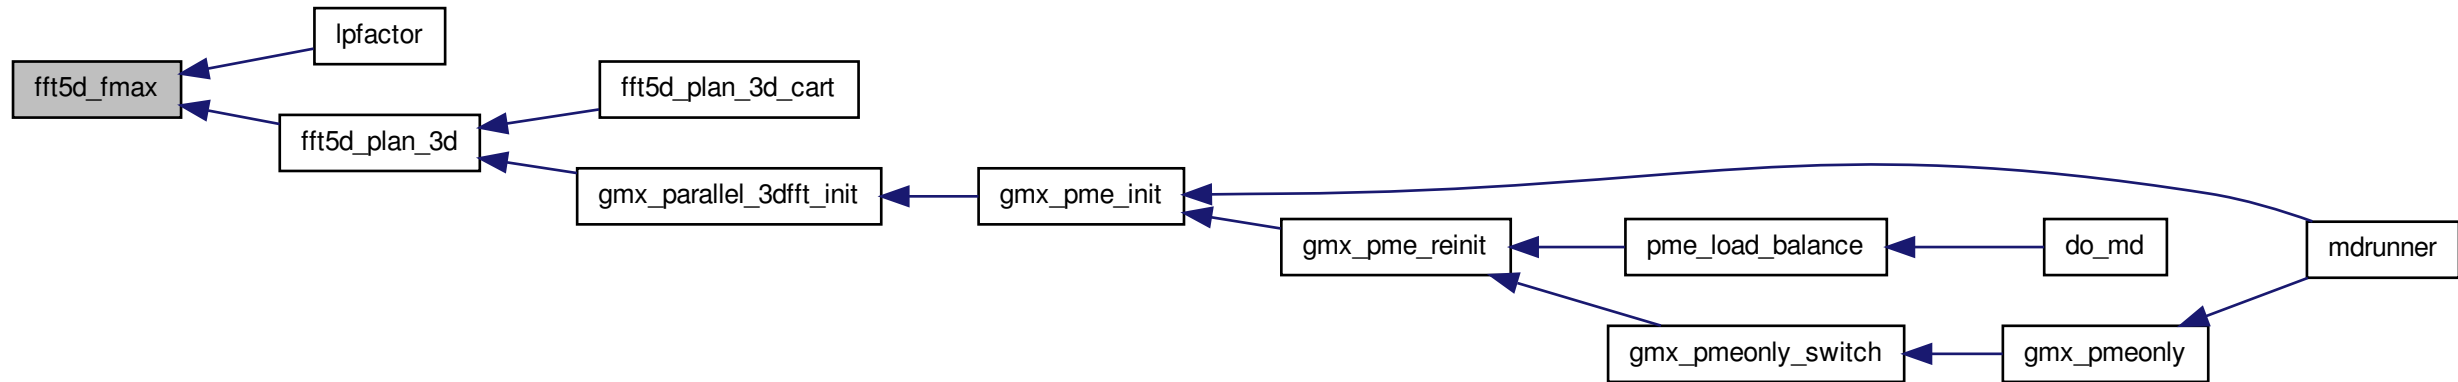 lpfactor
fft5d_fmax
fft5d_plan_3d_cart
fft5d_plan_3d
gmx_parallel_3dfft_init
gmx_pme_init
gmx_pme_reinit
pme_load_balance
do_md
mdrunner
gmx_pmeonly_switch
gmx_pmeonly